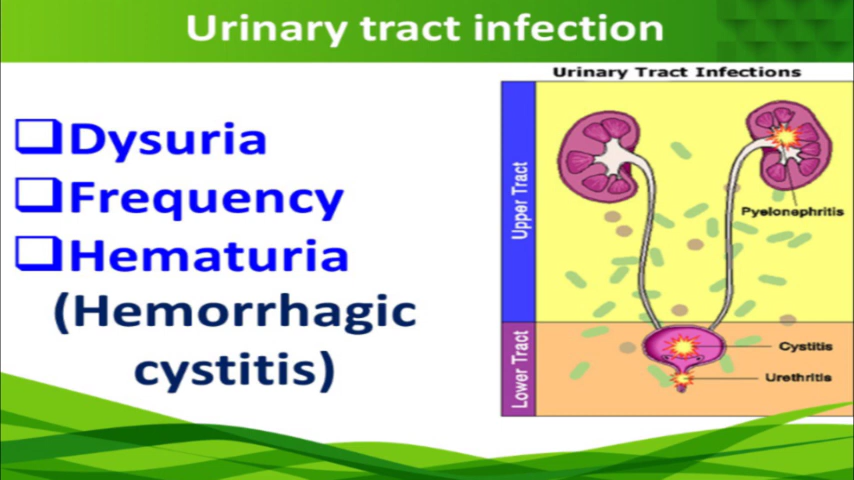 Urinary tract infection
Dysuria
Frequency
Hematuria
(Hemorrhagic
cystitis)
Urinary Tract Infections
Upper Tract
Pyelonephritis
Lower Tract
Cystitis
Urethritis